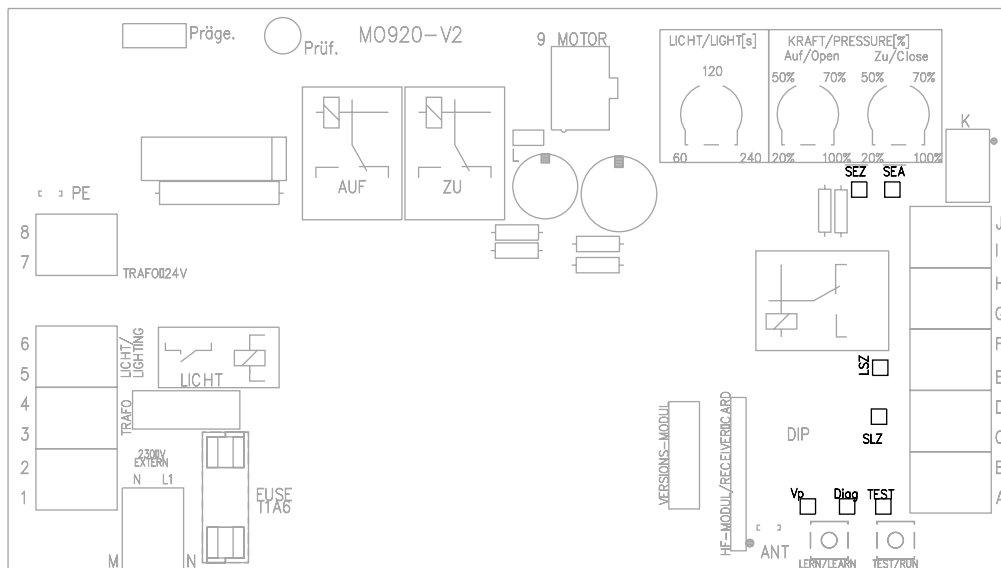 Präge.
Prüf.
MO920-V2
9 MOTOR
LICHT/LIGHT[s]
120
60
240
KRAFT/PRESSURE[%]
Auf/Open
Zu/Close
50%
70%
50%
70%
20%
100%
20%
100%
K
SEZ
SEA
L
AUF
ZU
PE
8
7
TRAFO▯24V
J
I
H
G
F
E
D
C
B
A
6
5
4
3
2
1
LICHT/
LIGHTING
LICHT
TRAFO
230▯V
EXTERN
N
L1
FUSE
T1A6
M
N
LSZ
SLZ
DIP
VERSIONS-MODUL
HF-MODUL/RECEIVER▯CARD
Vp
Diag
TEST
ANT
LERN/LEARN
TEST/RUN